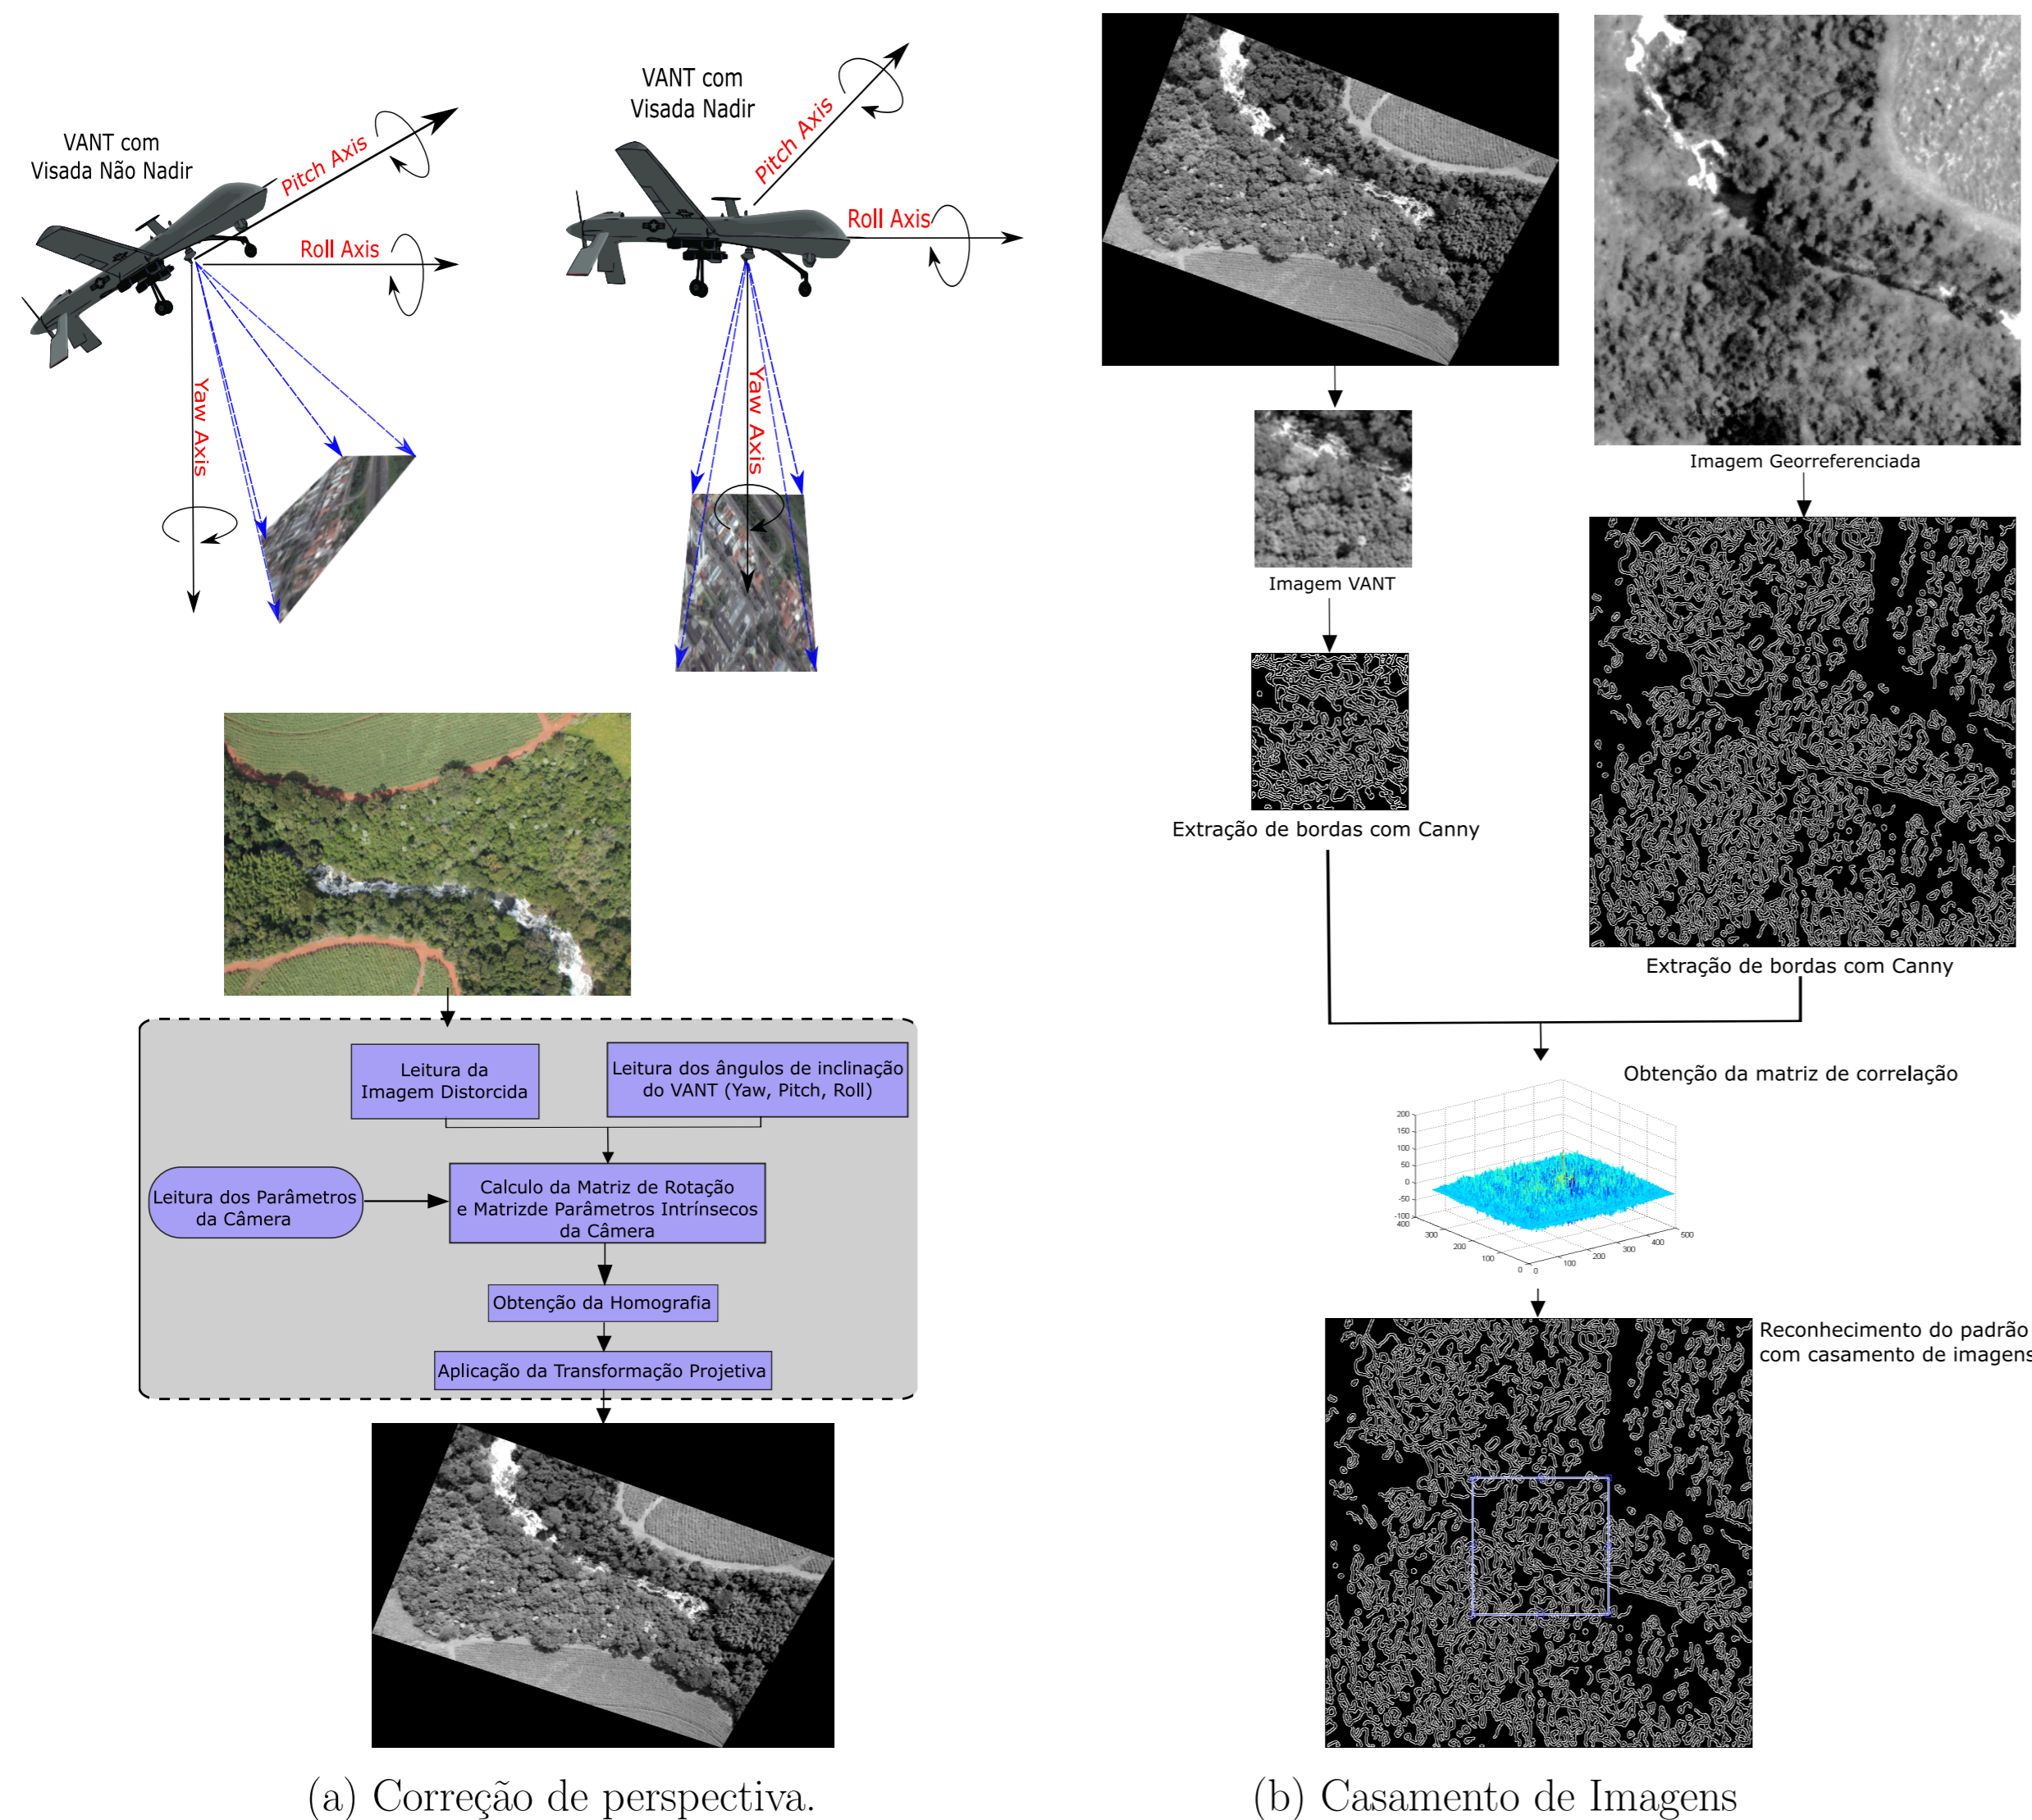 VANT com
Visada Não Nadir
Pitch Axis
Roll Axis
Yaw Axis
VANT com
Visada Nadir
Pitch Axis
Roll Axis
Yaw Axis
Leitura da
Imagem Distorcida
Leitura dos ângulos de inclinação
do VANT (Yaw, Pitch, Roll)
Leitura dos Parâmetros
da Câmera
Calculo da Matriz de Rotação
e Matrizde Parâmetros Intrínsecos
da Câmera
Obtenção da Homografia
Aplicação da Transformação Projetiva
(a) Correção de perspectiva.
Imagem Georreferenciada
Imagem VANT
Extração de bordas com Canny
Extração de bordas com Canny
Obtenção da matriz de correlação
200
150
100
50
0
-50
-100
400
300
200
100
0
0
100
200
300
400
500
Reconhecimento do padrão
com casamento de imagens
(b) Casamento de Imagens